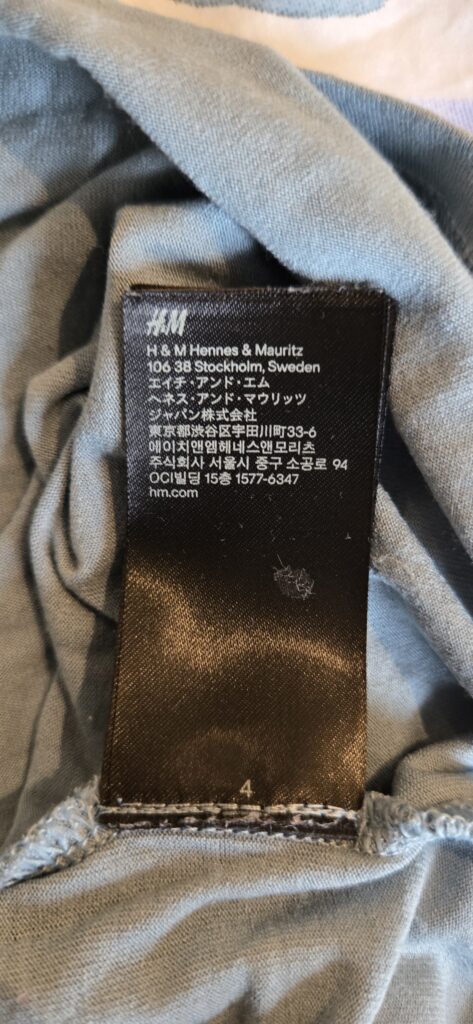 H&M
H & M Hennes & Mauritz
106 38 Stockholm, Sweden
エイチ・アンド・エム
ヘネス・アンド・マウリッツ
ジャパン株式会社
東京都渋谷区宇田川町33-6
에이치앤엠헤네스앤모리츠
주식회사 서울시 중구 소공로 94
OCI빌딩 15층 1577-6347
hm.com
4